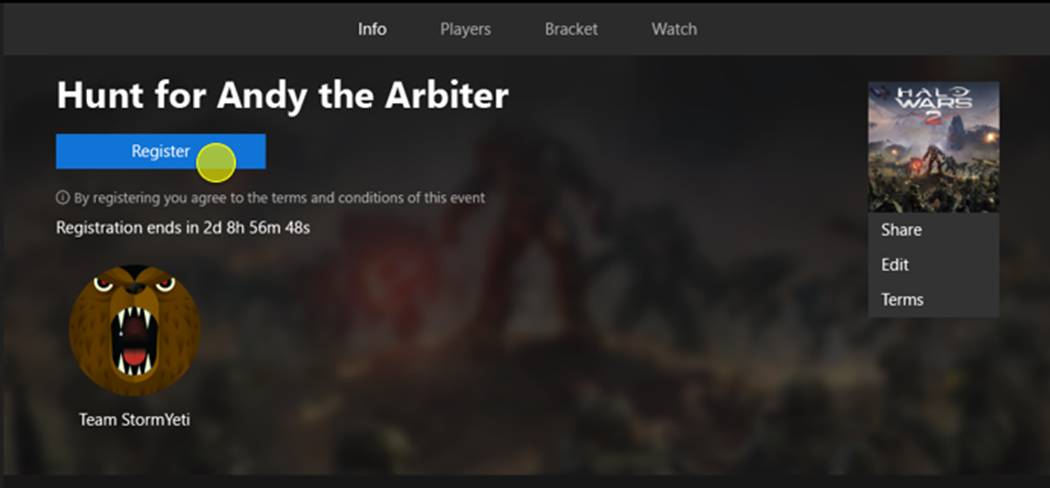 Info Players Bracket Watch
Hunt for Andy the Arbiter
Register
By registering you agree to the terms and conditions of this event
Registration ends in 2d 8h 56m 48s
Team StormYeti
HALO
WARS
2
Share
Edit
Terms